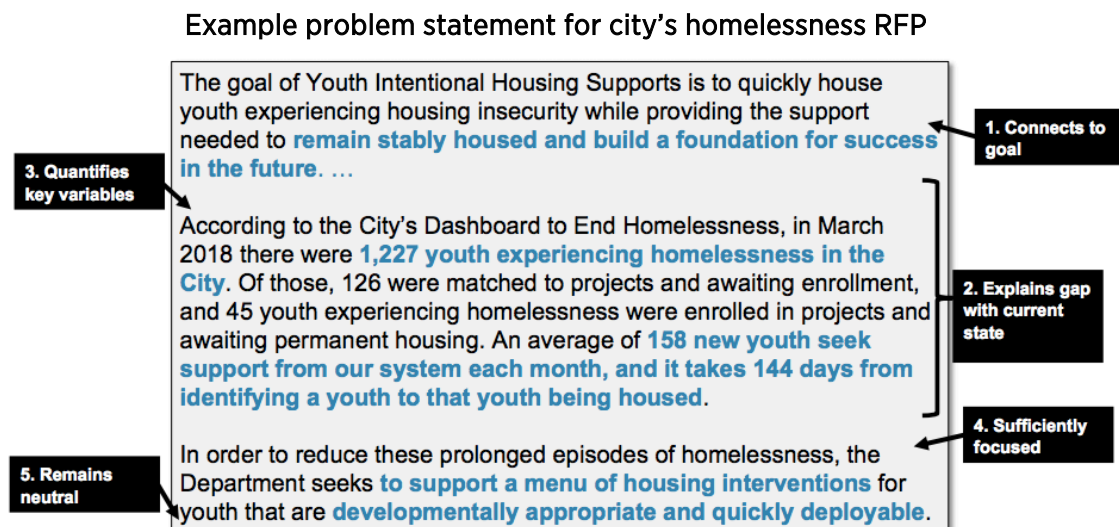 Example problem statement for city's homelessness RFP
The goal of Youth Intentional Housing Supports is to quickly house
youth experiencing housing insecurity while providing the support
needed to remain stably housed and build a foundation for success
in the future. …
1. Connects to
goal
3. Quantifies
key variables
According to the City's Dashboard to End Homelessness, in March
2018 there were 1,227 youth experiencing homelessness in the
City. Of those, 126 were matched to projects and awaiting enrollment,
and 45 youth experiencing homelessness were enrolled in projects and
awaiting permanent housing. An average of 158 new youth seek
support from our system each month, and it takes 144 days from
identifying a youth to that youth being housed.
2. Explains gap
with current
state
4. Sufficiently
focused
In order to reduce these prolonged episodes of homelessness, the
Department seeks to support a menu of housing interventions for
youth that are developmentally appropriate and quickly deployable.
5. Remains
neutral